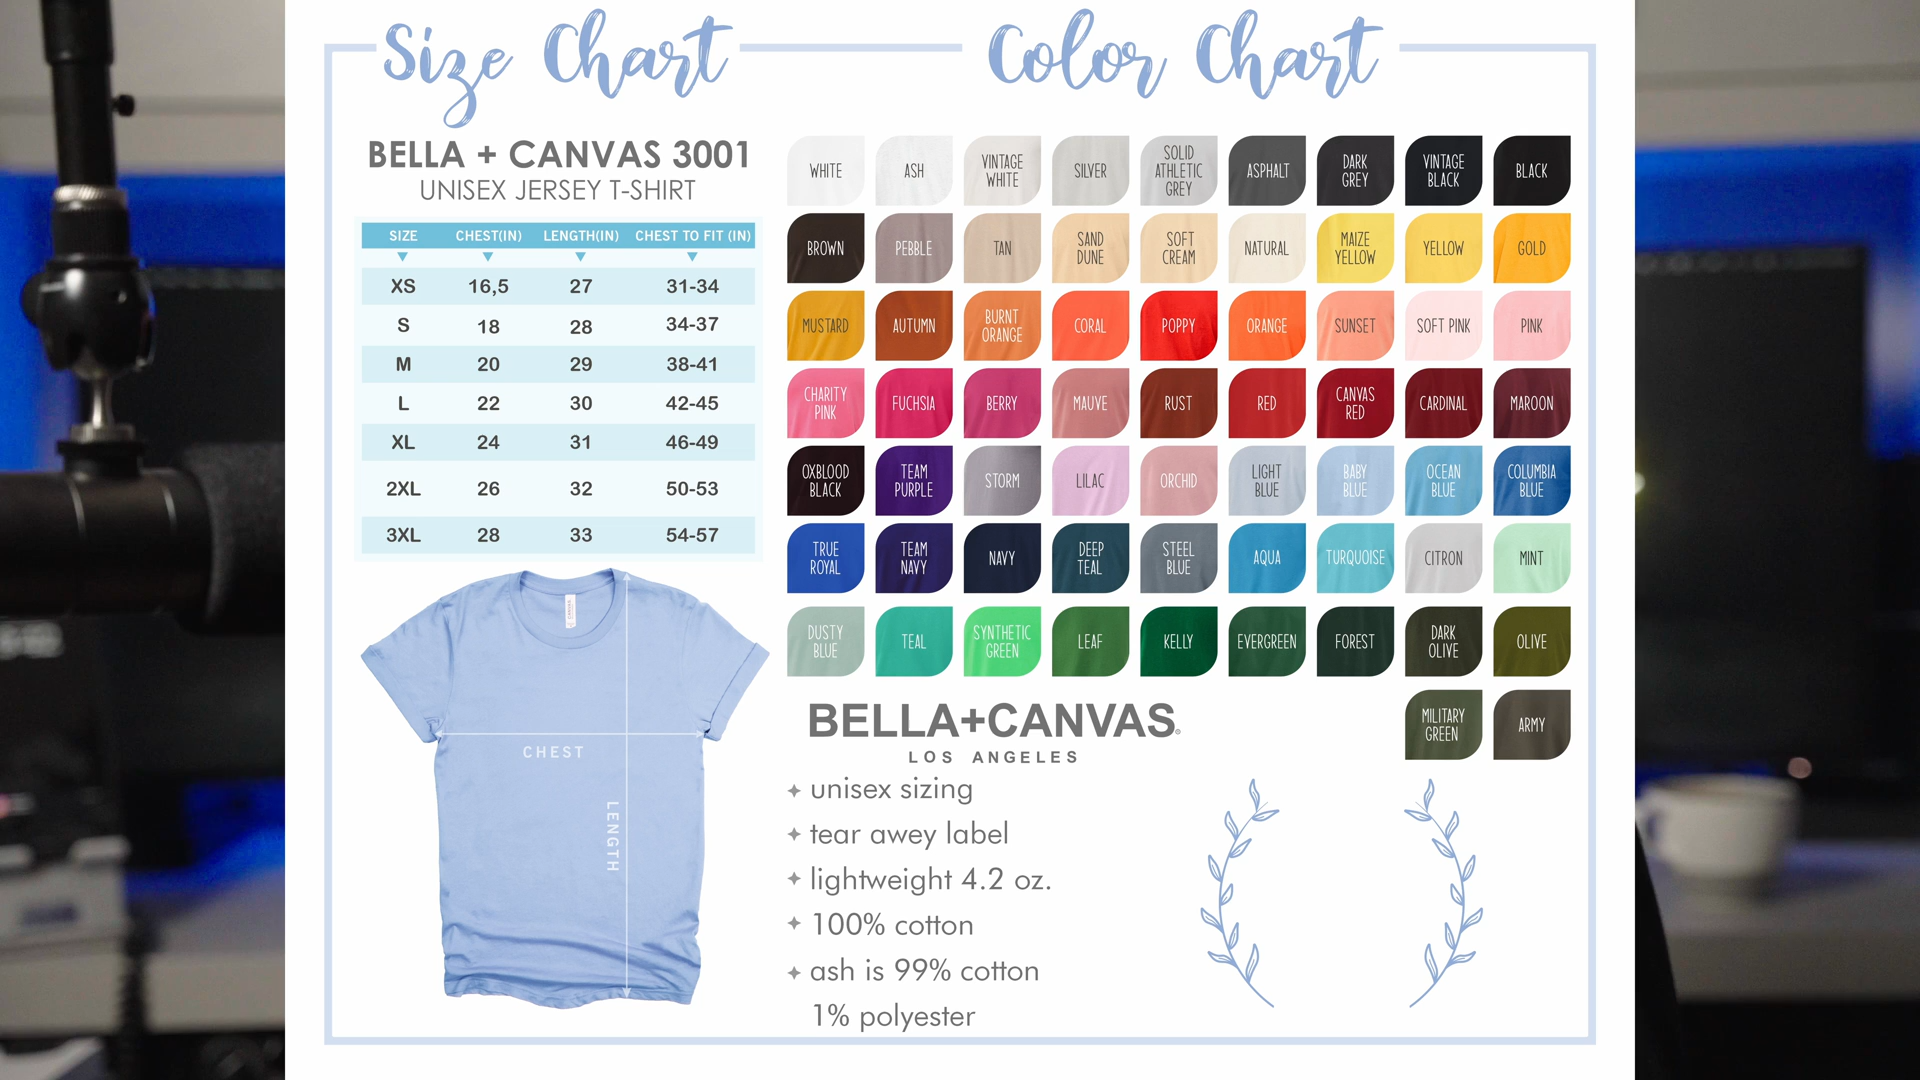 Size Chart
Color Chart
BELLA + CANVAS 3001
UNISEX JERSEY T-SHIRT
SIZE CHEST(IN) LENGTH(IN) CHEST TO FIT (IN)
XS 16,5 27 31-34
S 18 28 34-37
M 20 29 38-41
L 22 30 42-45
XL 24 31 46-49
2XL 26 32 50-53
3XL 28 33 54-57
CHEST
LENGTH
WHITE
ASH
VINTAGE
WHITE
SILVER
SOLID
ATHLETIC
GREY
ASPHALT
DARK
GREY
VINTAGE
BLACK
BLACK
BROWN
PEBBLE
TAN
SAND
DUNE
SOFT
CREAM
NATURAL
MAIZE
YELLOW
YELLOW
GOLD
MUSTARD
AUTUMN
BURNT
ORANGE
CORAL
POPPY
ORANGE
SUNSET
SOFT PINK
PINK
CHARITY
PINK
FUCHSIA
BERRY
MAUVE
RUST
RED
CANVAS
RED
CARDINAL
MAROON
OXBLOOD
BLACK
TEAM
PURPLE
STORM
LILAC
ORCHID
LIGHT
BLUE
BABY
BLUE
OCEAN
BLUE
COLUMBIA
BLUE
TRUE
ROYAL
TEAM
NAVY
NAVY
DEEP
TEAL
STEEL
BLUE
AQUA
TURQUOISE
CITRON
MINT
DUSTY
BLUE
TEAL
SYNTHETIC
GREEN
LEAF
KELLY
EVERGREEN
FOREST
DARK
OLIVE
OLIVE
MILITARY
GREEN
ARMY
BELLA+CANVAS®
LOS ANGELES
unisex sizing
tear awey label
lightweight 4.2 oz.
100% cotton
ash is 99% cotton
1% polyester